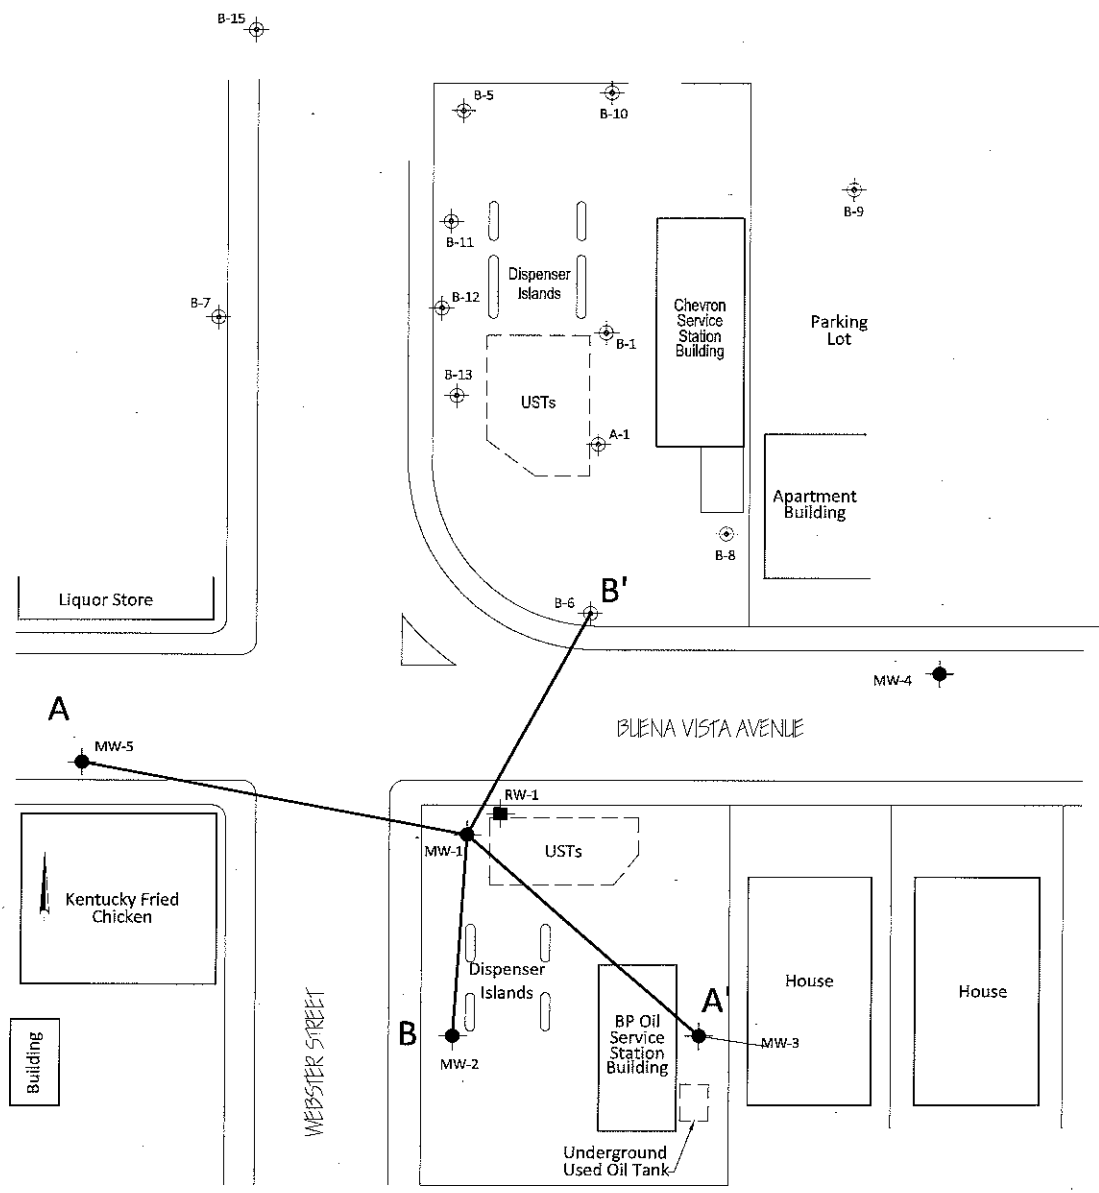 B-15
B-5
B-10
B-9
B-11
Dispenser
Islands
B-12
B-7
Chevron
Service
Station
Building
Parking
Lot
B-1
B-13
USTs
A-1
Apartment
Building
B-8
Liquor Store
B-6
B'
MW-4
A
BUENA VISTA AVENUE
MW-5
RW-1
MW-1
USTs
Kentucky Fried
Chicken
Dispenser
Islands
House
House
A'
BP Oil
Service
Station
Building
B
MW-2
MW-3
Building
WEBSTER STREET
Underground
Used Oil Tank